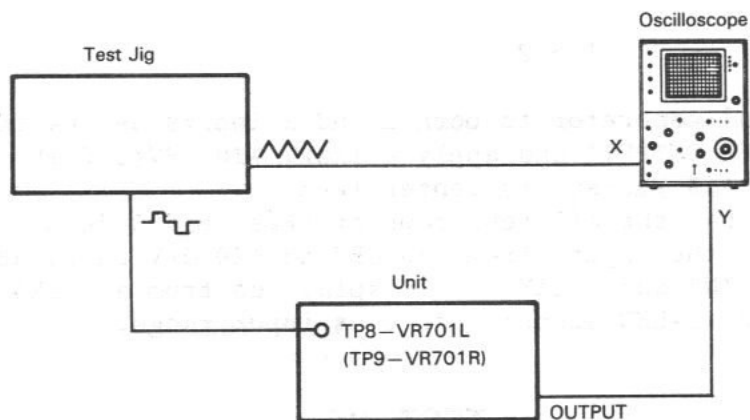 Oscilloscope
Test Jig
X
Y
Unit
TP8–VR701L
(TP9–VR701R)
OUTPUT